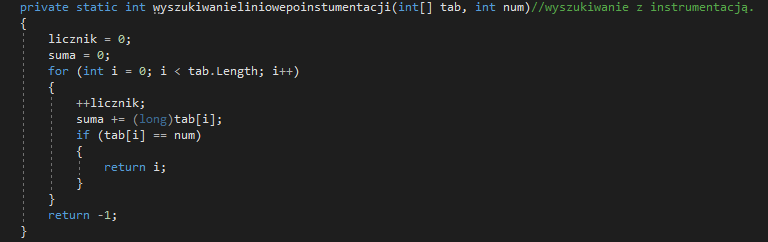 private static int wyszukiwanieliniowepoinstumentacji(int[] tab, int num)//wyszukiwanie z instrumentacją.
{
licznik = 0;
suma = 0;
for (int i = 0; i < tab.Length; i++)
{
++licznik;
suma += (long)tab[i];
if (tab[i] == num)
{
return i;
}
}
return -1;
}